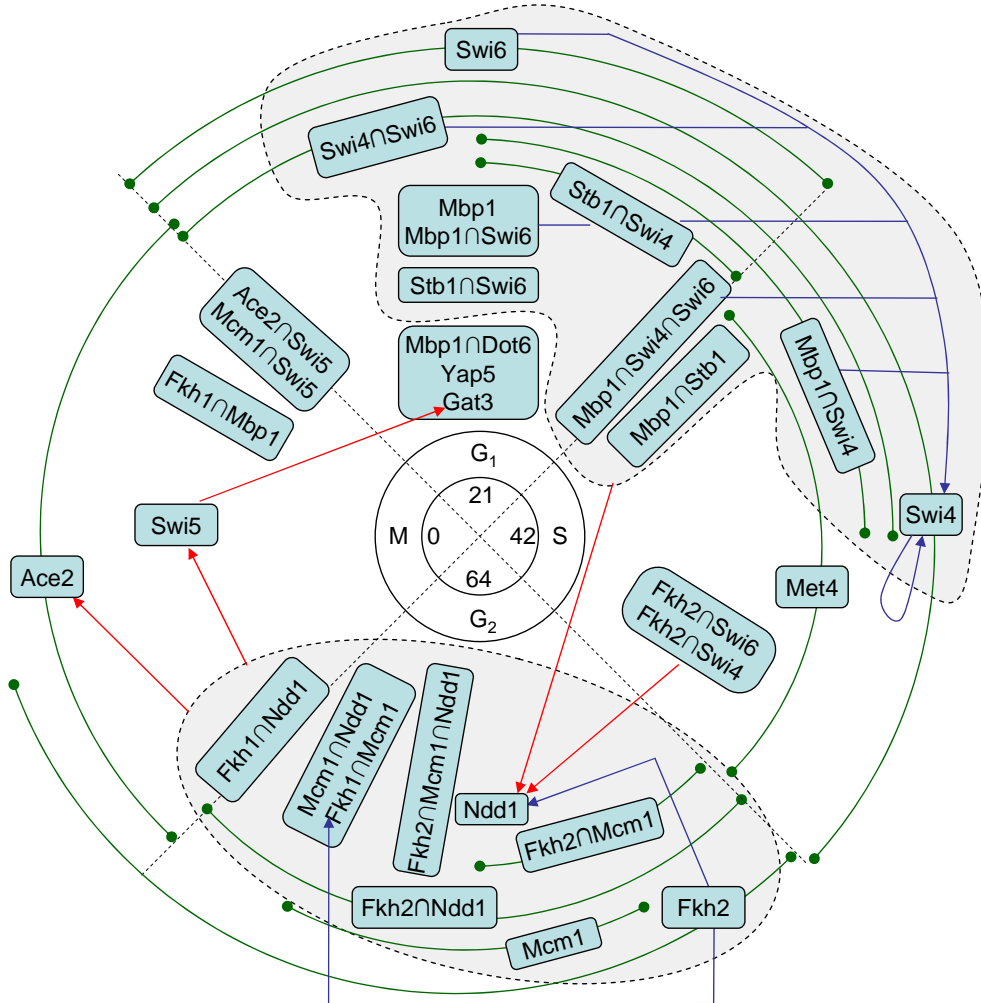 Swi6
Swi4∩Swi6
Stb1∩Swi4
Mbp1
Mbp1∩Swi6
Stb1∩Swi6
Ace2∩Swi5
Mcm1∩Swi5
Fkh1∩Mbp1
Mbp1∩Dot6
Yap5
Gat3
Mbp1∩Swi4∩Swi6
Mbp1∩Stb1
Mbp1∩Swi4
Swi4
G₁
21
M
0
42
S
64
G₂
Swi5
Ace2
Met4
Fkh2∩Swi6
Fkh2∩Swi4
Fkh1∩Ndd1
Mcm1∩Ndd1
Fkh1∩Mcm1
Fkh2∩Mcm1∩Ndd1
Ndd1
Fkh2∩Mcm1
Fkh2∩Ndd1
Fkh2
Mcm1